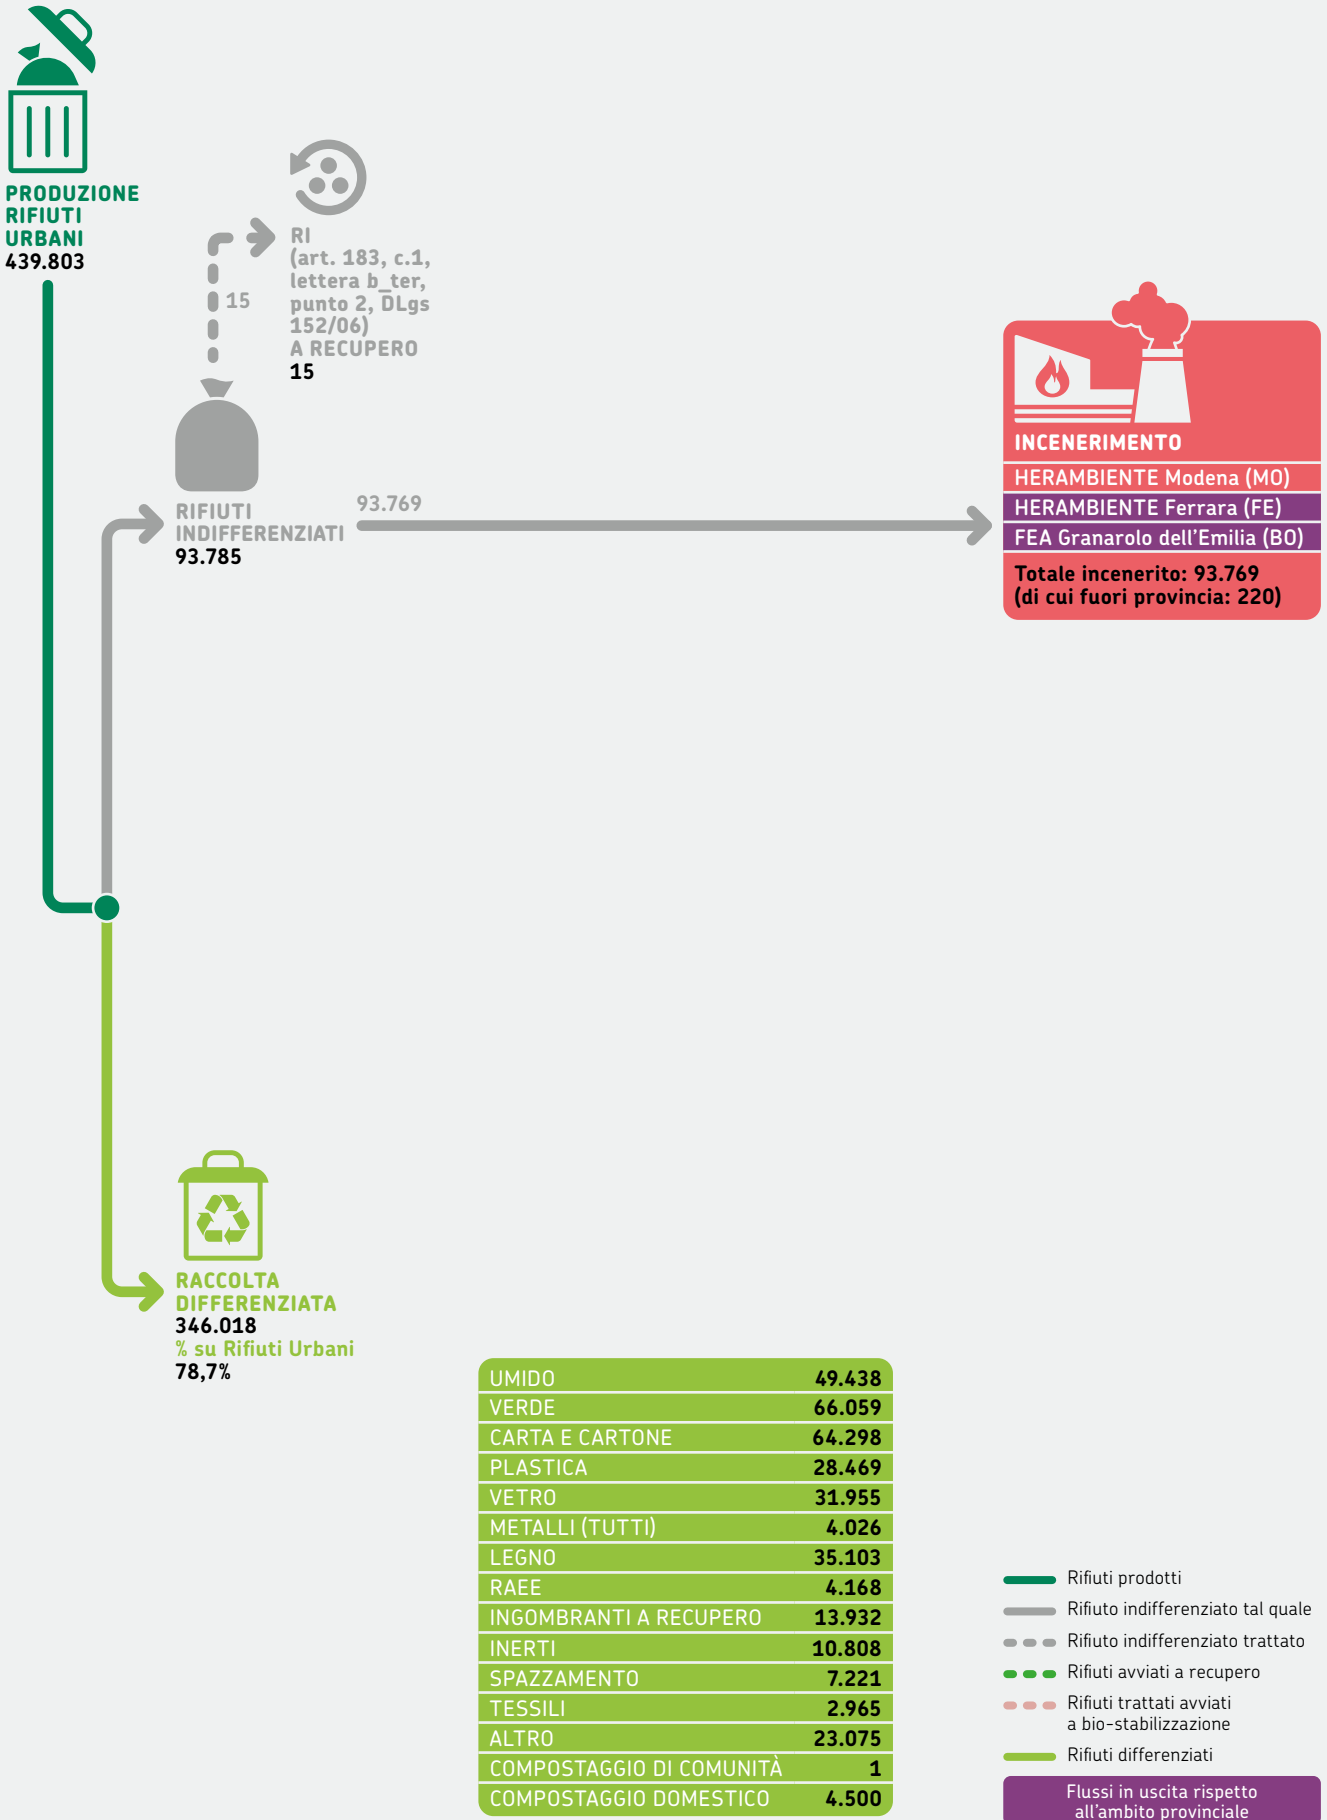 PRODUZIONE
RIFIUTI
URBANI
439.803
15
RI
(art. 183, c.1,
lettera b_ter,
punto 2, DLgs
152/06)
A RECUPERO
15
RIFIUTI
INDIFFERENZIATI
93.785
93.769
INCENERIMENTO
HERAMBIENTE Modena (MO)
HERAMBIENTE Ferrara (FE)
FEA Granarolo dell'Emilia (BO)
Totale incenerito: 93.769
(di cui fuori provincia: 220)
RACCOLTA
DIFFERENZIATA
346.018
% su Rifiuti Urbani
78,7%
UMIDO 49.438
VERDE 66.059
CARTA E CARTONE 64.298
PLASTICA 28.469
VETRO 31.955
METALLI (TUTTI) 4.026
LEGNO 35.103
RAEE 4.168
INGOMBRANTI A RECUPERO 13.932
INERTI 10.808
SPAZZAMENTO 7.221
TESSILI 2.965
ALTRO 23.075
COMPOSTAGGIO DI COMUNITÀ 1
COMPOSTAGGIO DOMESTICO 4.500
Rifiuti prodotti
Rifiuto indifferenziato tal quale
Rifiuto indifferenziato trattato
Rifiuti avviati a recupero
Rifiuti trattati avviati
a bio-stabilizzazione
Rifiuti differenziati
Flussi in uscita rispetto
all'ambito provinciale